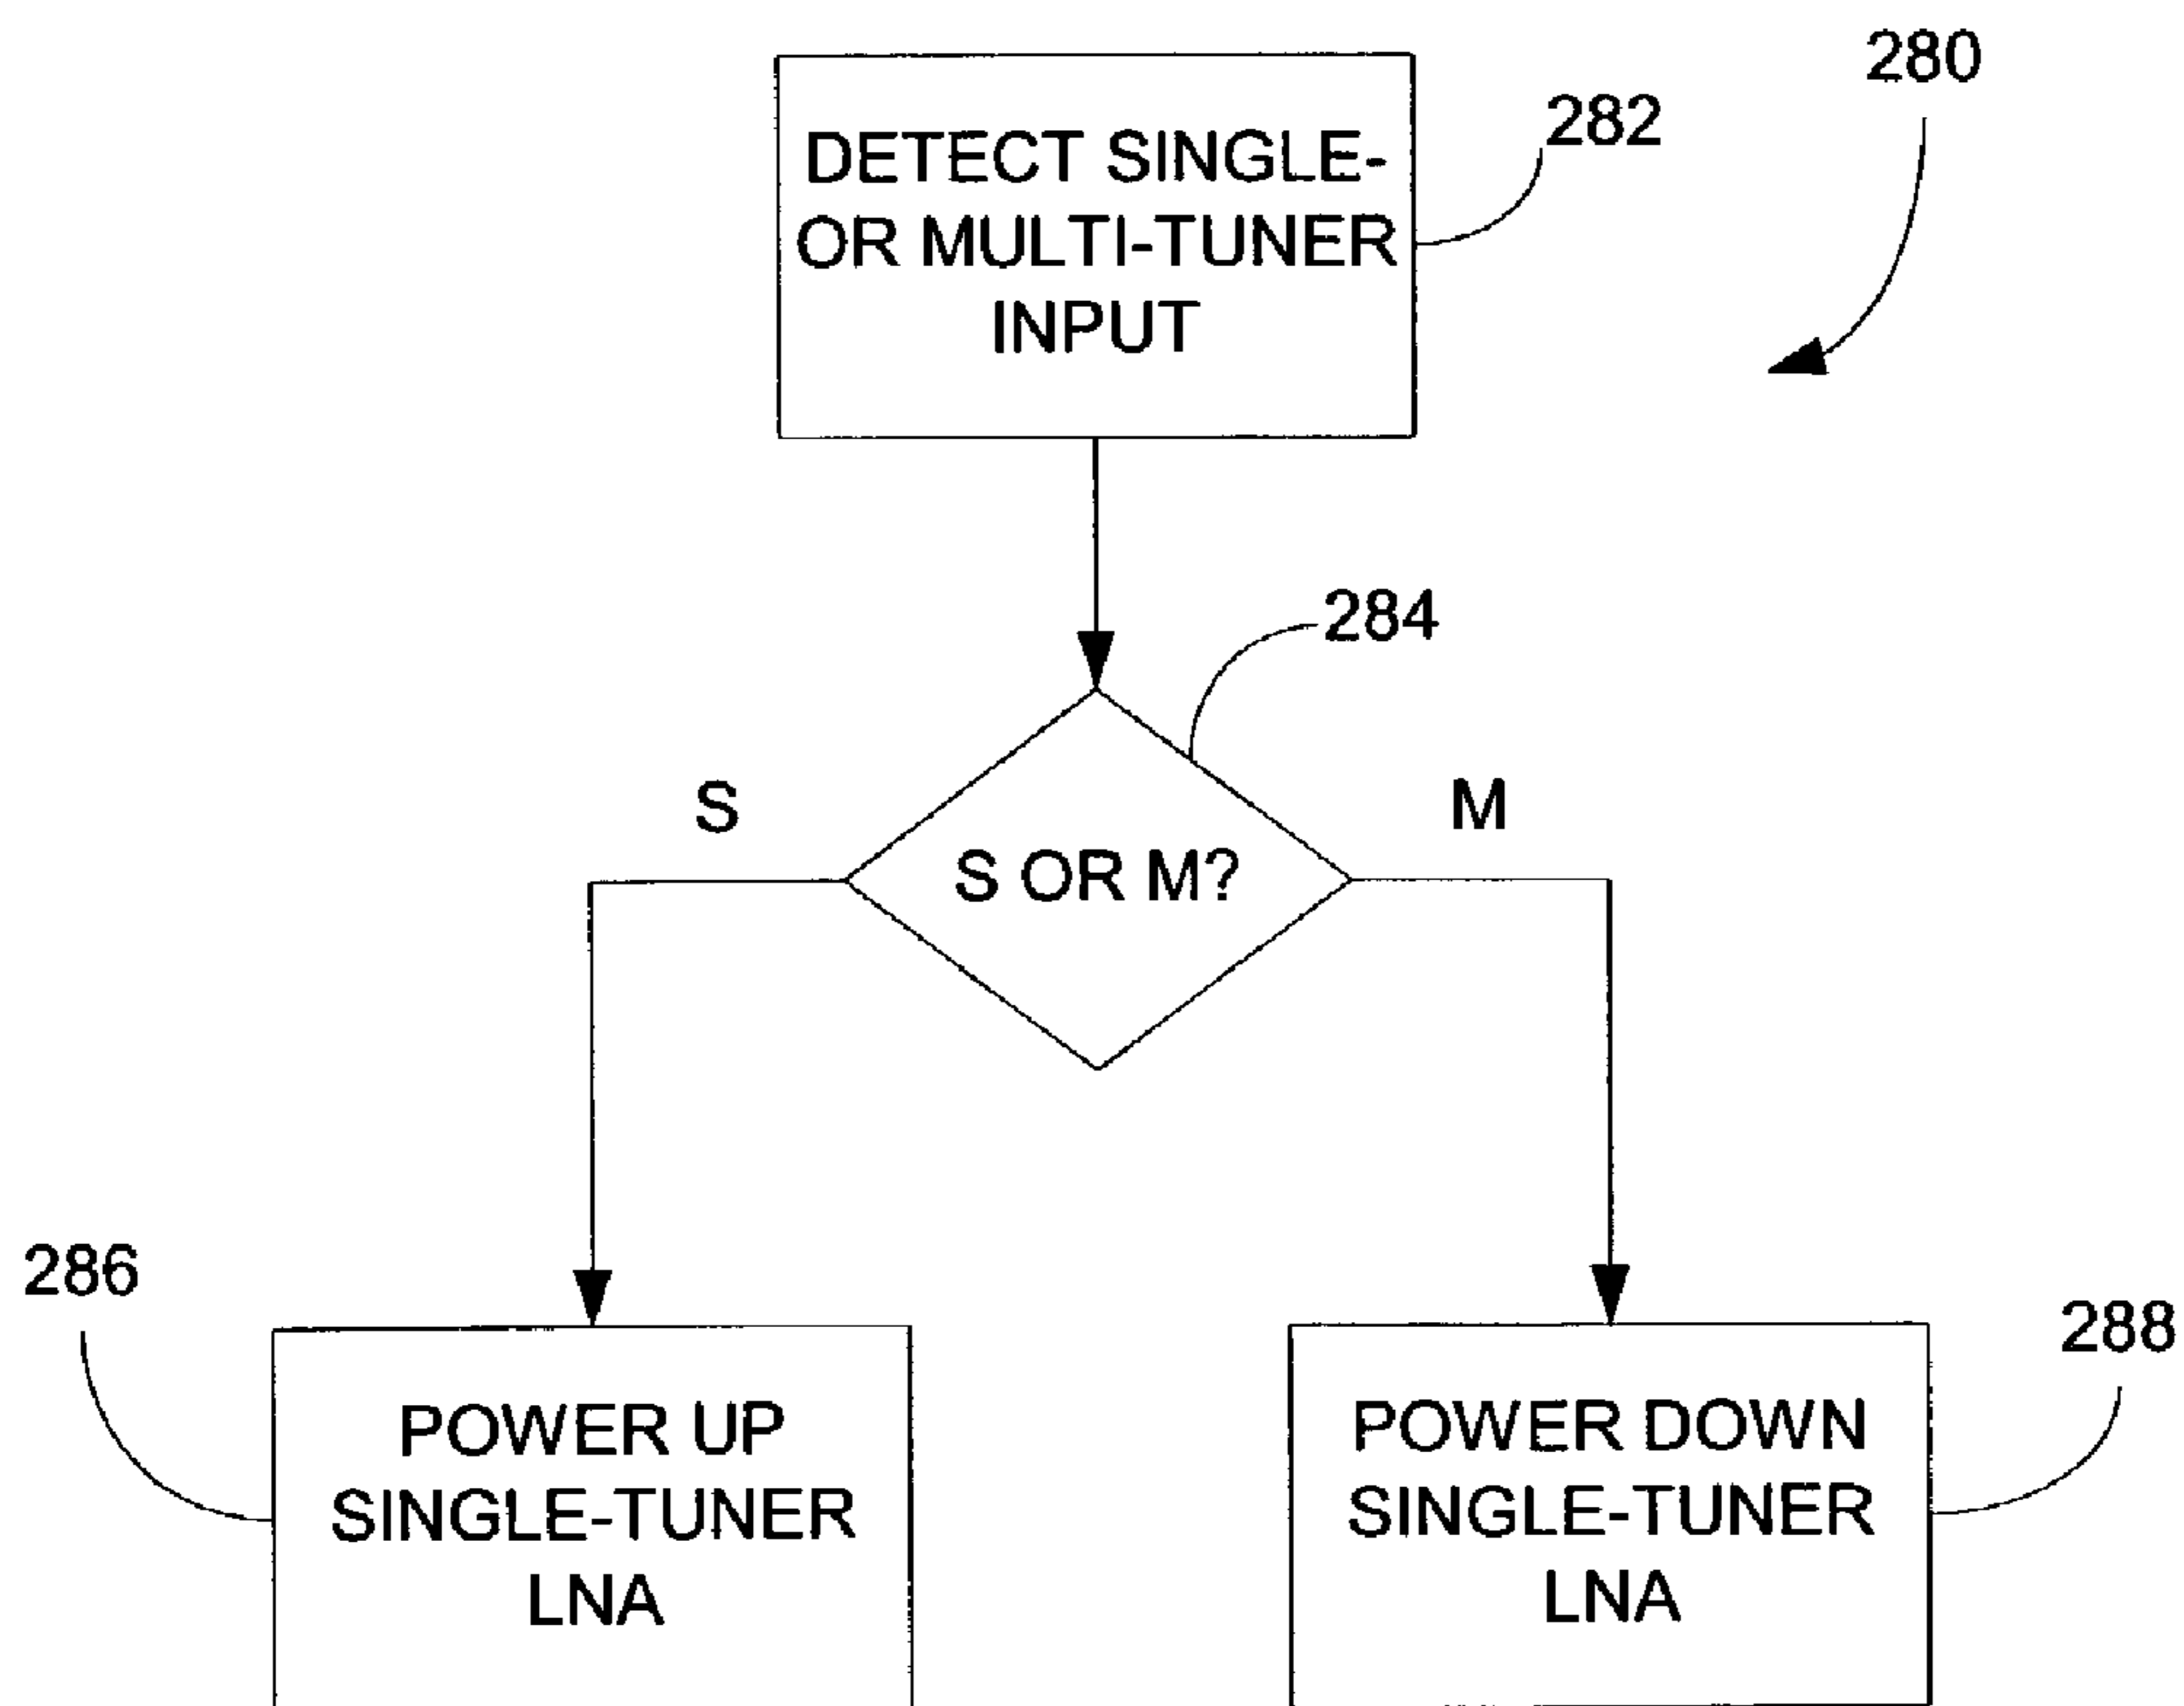 280
282
DETECT SINGLE-
OR MULTI-TUNER
INPUT
284
S
M
S OR M?
286
288
POWER UP
SINGLE-TUNER
LNA
POWER DOWN
SINGLE-TUNER
LNA